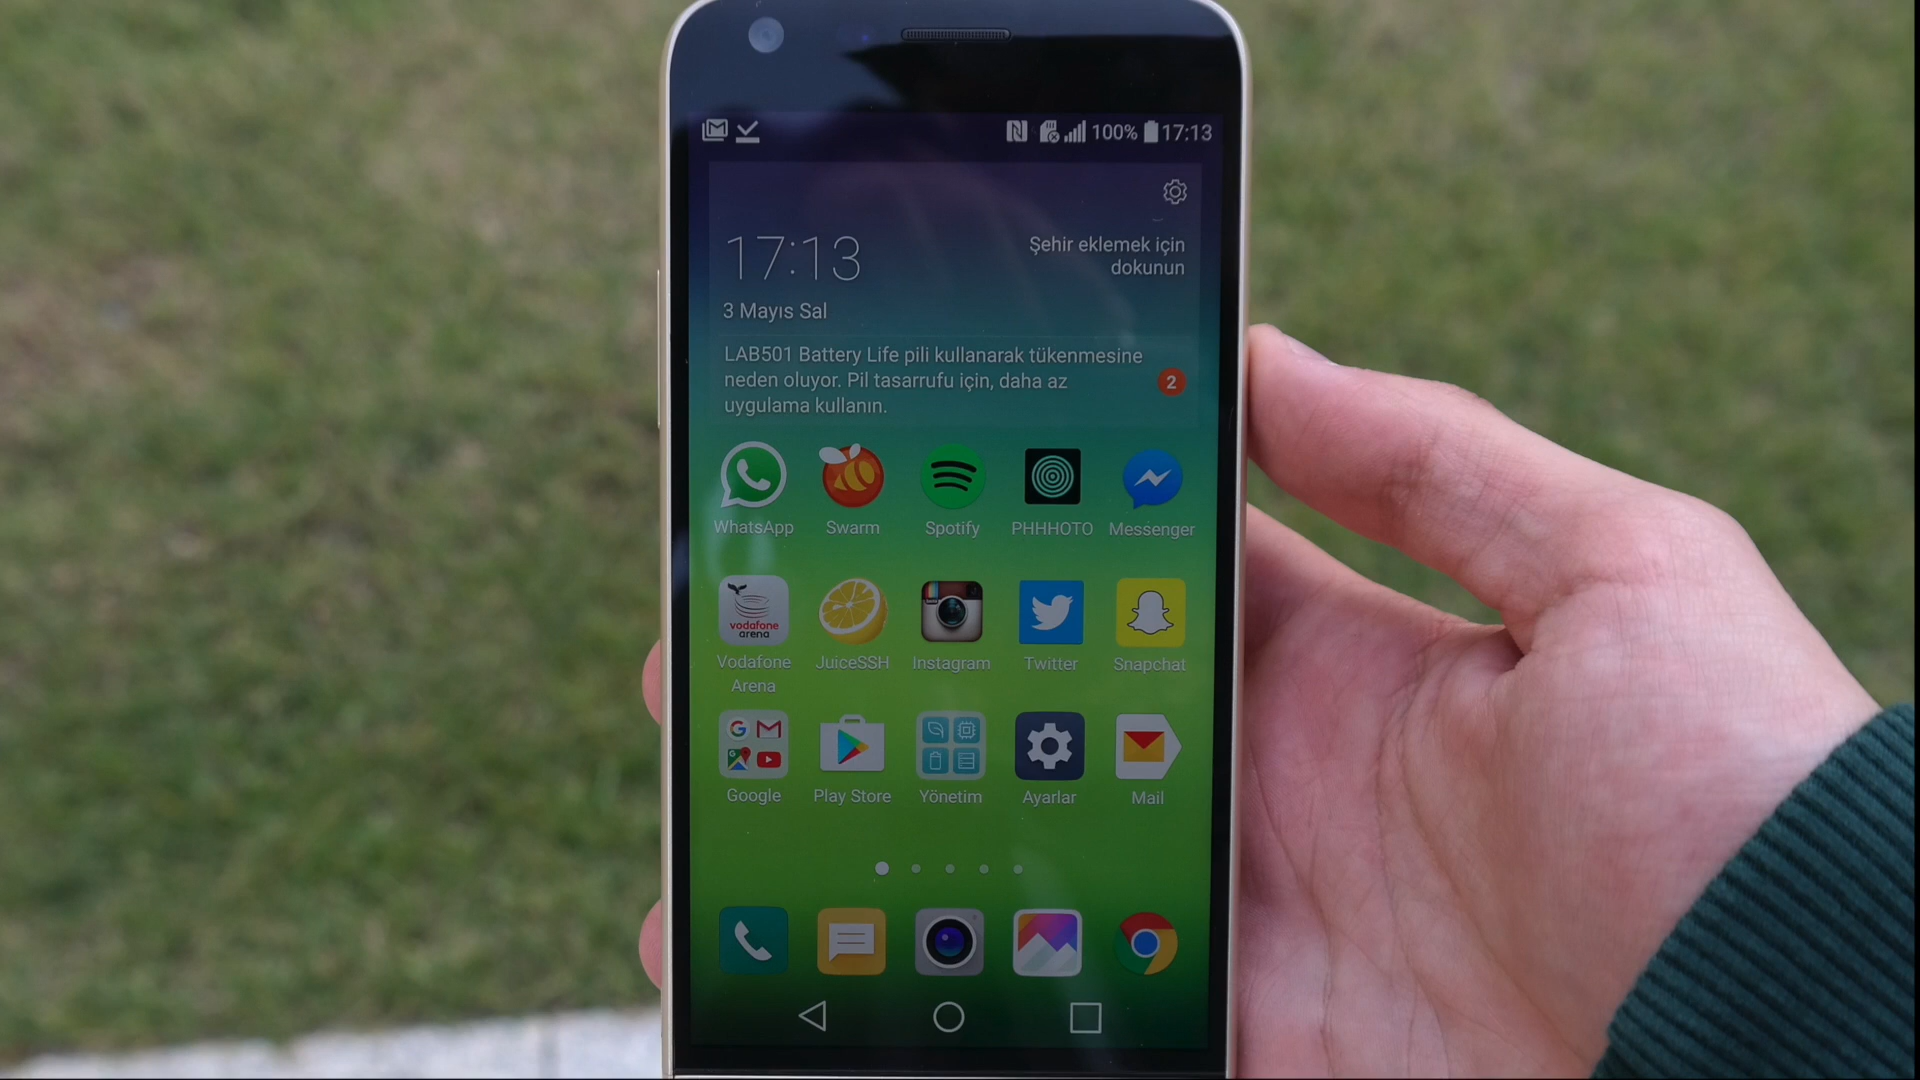 100% 17:13
17:13
Şehir eklemek için
dokunun
3 Mayıs Sal
LAB501 Battery Life pili kullanarak tükenmesine
neden oluyor. Pil tasarrufu için, daha az
uygulama kullanın.
2
WhatsApp Swarm Spotify PHHHOTO Messenger
vodafone
arena
Vodafone JuiceSSH Instagram Twitter Snapchat
Arena
Google Play Store Yönetim Ayarlar Mail